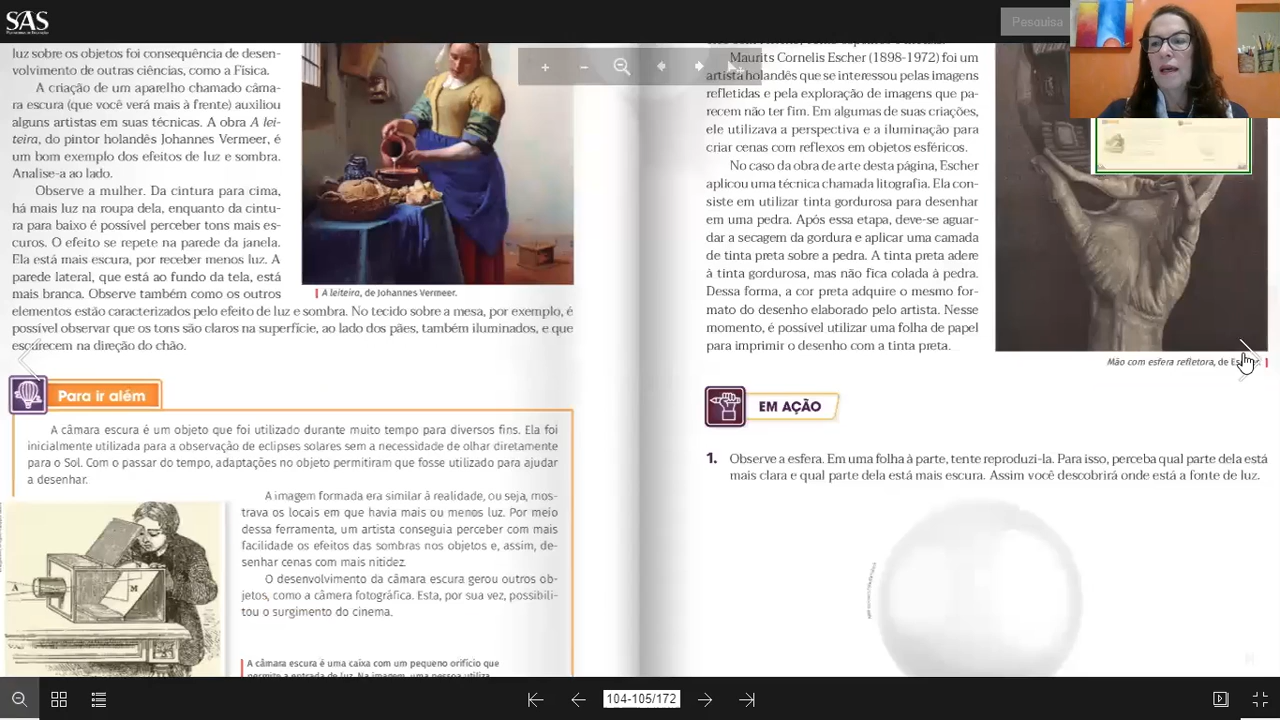 SAS
Pesquisa
luz sobre os objetos foi consequência de desen-
volvimento de outras ciências, como a Física.
A criação de um aparelho chamado câma-
ra escura (que você verá mais à frente) auxiliou
alguns artistas em suas técnicas. A obra A lei-
teira, do pintor holandês Johannes Vermeer, é
um bom exemplo dos efeitos de luz e sombra.
Analise-a ao lado.
Observe a mulher. Da cintura para cima,
há mais luz na roupa dela, enquanto da cintu-
ra para baixo é possível perceber tons mais es-
curos. O efeito se repete na parede da janela.
Ela está mais escura, por receber menos luz. A
parede lateral, que está ao fundo da tela, está
mais branca. Observe também como os outros
elementos estão caracterizados pelo efeito de luz e sombra. No tecido sobre a mesa, por exemplo, é
possível observar que os tons são claros na superfície, ao lado dos pães, também iluminados, e que
escurecem na direção do chão.
A leiteira, de Johannes Vermeer.
Para ir além
A câmara escura é um objeto que foi utilizado durante muito tempo para diversos fins. Ela foi
inicialmente utilizada para a observação de eclipses solares sem a necessidade de olhar diretamente
para o Sol. Com o passar do tempo, adaptações no objeto permitiram que fosse utilizado para ajudar
a desenhar.
A imagem formada era similar à realidade, ou seja, mos-
trava os locais em que havia mais ou menos luz. Por meio
dessa ferramenta, um artista conseguia perceber com mais
facilidade os efeitos das sombras nos objetos e, assim, de-
senhar cenas com mais nitidez.
O desenvolvimento da câmara escura gerou outros ob-
jetos, como a câmera fotográfica. Esta, por sua vez, possibili-
tou o surgimento do cinema.
A
M
A câmara escura é uma caixa com um pequeno orifício que
permite a entrada de luz. Na imagem, uma pessoa utiliza
Maurits Cornelis Escher (1898-1972) foi um
artista holandês que se interessou pelas imagens
refletidas e pela exploração de imagens que pa-
recem não ter fim. Em algumas de suas criações,
ele utilizava a perspectiva e a iluminação para
criar cenas com reflexos em objetos esféricos.
No caso da obra de arte desta página, Escher
aplicou uma técnica chamada litografia. Ela con-
siste em utilizar tinta gordurosa para desenhar
em uma pedra. Após essa etapa, deve-se aguar-
dar a secagem da gordura e aplicar uma camada
de tinta preta sobre a pedra. A tinta preta adere
à tinta gordurosa, mas não fica colada à pedra.
Dessa forma, a cor preta adquire o mesmo for-
mato do desenho elaborado pelo artista. Nesse
momento, é possível utilizar uma folha de papel
para imprimir o desenho com a tinta preta.
Mão com esfera refletora, de
EM AÇÃO
1. Observe a esfera. Em uma folha à parte, tente reproduzi-la. Para isso, perceba qual parte dela está
mais clara e qual parte dela está mais escura. Assim você descobrirá onde está a fonte de luz.
104-105/172